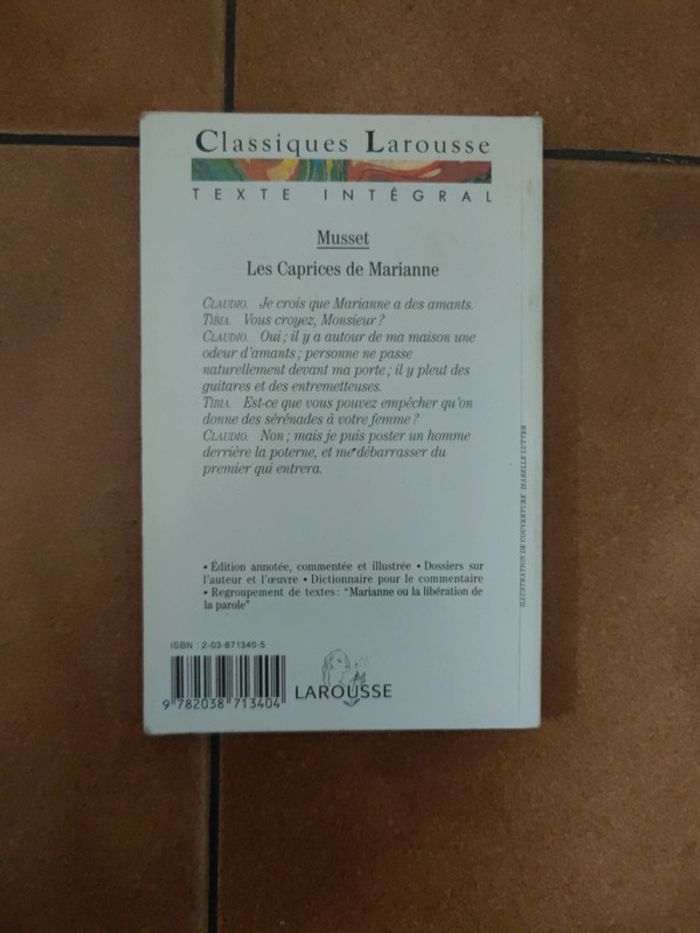 Classiques Larousse
TEXTE INTÉGRAL
Musset
Les Caprices de Marianne
CLAUDIO. Je crois que Marianne a des amants.
TIBIA. Vous croyez, Monsieur ?
CLAUDIO. Oui ; il y a autour de ma maison une
odeur d'amants ; personne ne passe
naturellement devant ma porte ; il y pleut des
guitares et des entremetteuses.
TIBIA. Est-ce que vous pouvez empêcher qu'on
donne des sérénades à votre femme ?
CLAUDIO. Non ; mais je puis poster un homme
derrière la poterne, et me débarrasser du
premier qui entrera.
• Édition annotée, commentée et illustrée • Dossiers sur
l'auteur et l'œuvre • Dictionnaire pour le commentaire
• Regroupement de textes : "Marianne ou la libération de
la parole"
ISBN : 2-03-871340-5
9 782038 713404
LAROUSSE
ILLUSTRATION DE COUVERTURE ISABELLE LUTTER